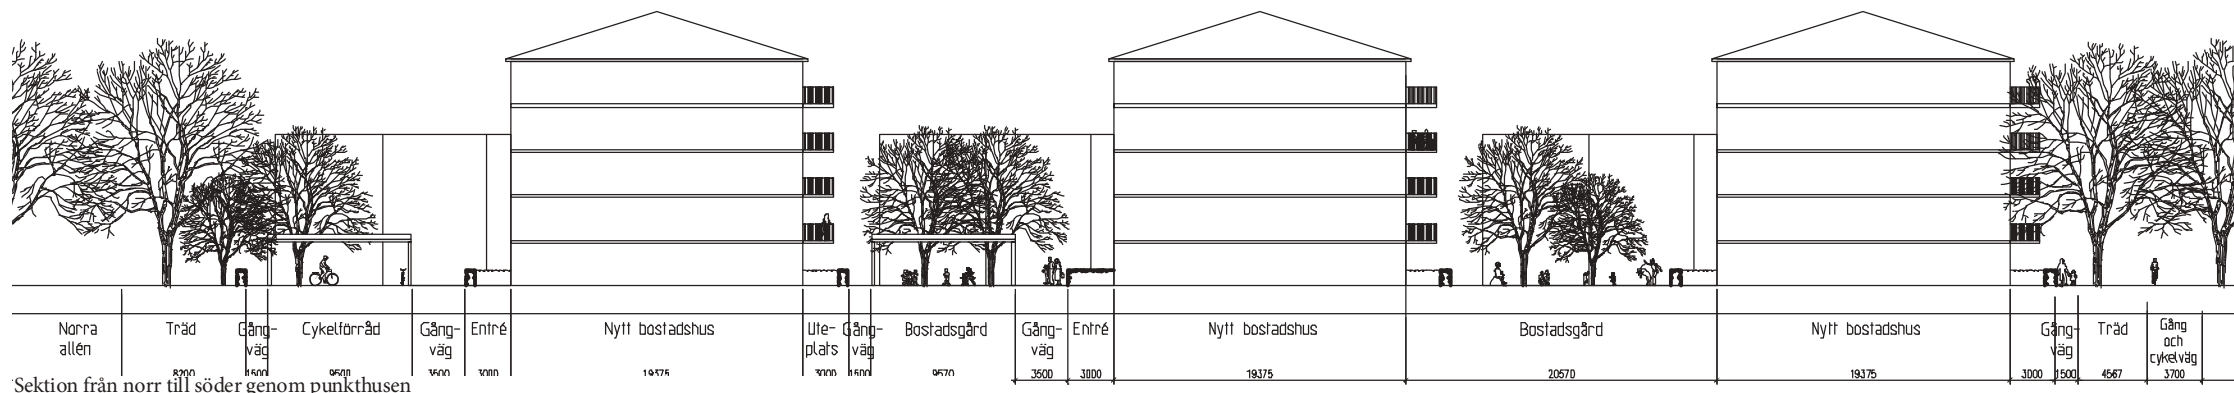 Norra allén
Träd
Gång-väg
Cykelförråd
Gång-väg
Entré
Nytt bostadshus
Ute-plats
Gång-väg
Bostadsgård
Gång-väg
Entré
Nytt bostadshus
Bostadsgård
Nytt bostadshus
Gång-väg
Träd
Gång och cykelväg
8200 1500 9500 3500 3000 19375 3000 1500 9570 3500 3000 19375 20570 19375 3000 1500 4567 3700
Sektion från norr till söder genom punkthusen